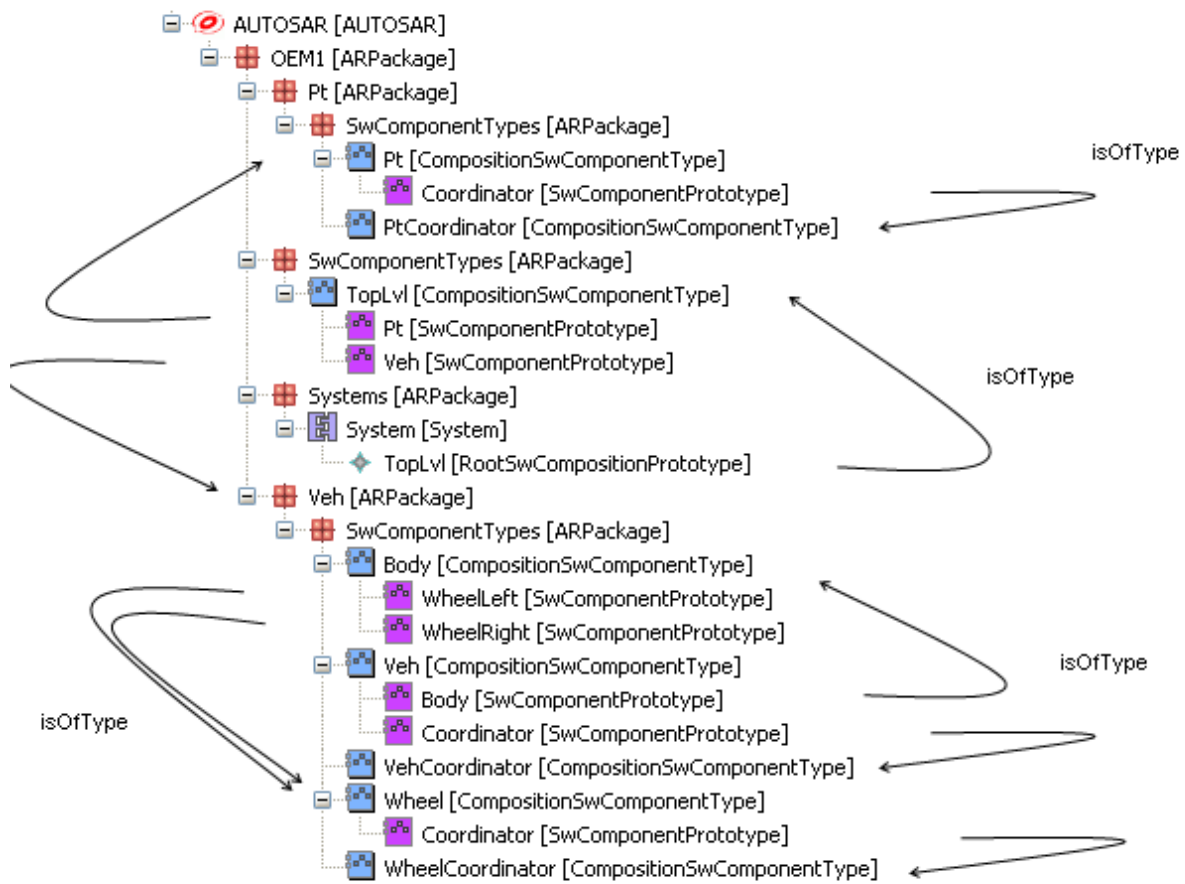 AUTOSAR [AUTOSAR]
OEM1 [ARPackage]
Pt [ARPackage]
SwComponentTypes [ARPackage]
Pt [CompositionSwComponentType]
isOfType
Coordinator [SwComponentPrototype]
PtCoordinator [CompositionSwComponentType]
SwComponentTypes [ARPackage]
TopLvl [CompositionSwComponentType]
Pt [SwComponentPrototype]
Veh [SwComponentPrototype]
isOfType
Systems [ARPackage]
System [System]
TopLvl [RootSwCompositionPrototype]
Veh [ARPackage]
SwComponentTypes [ARPackage]
Body [CompositionSwComponentType]
WheelLeft [SwComponentPrototype]
WheelRight [SwComponentPrototype]
Veh [CompositionSwComponentType]
isOfType
Body [SwComponentPrototype]
isOfType
Coordinator [SwComponentPrototype]
VehCoordinator [CompositionSwComponentType]
Wheel [CompositionSwComponentType]
Coordinator [SwComponentPrototype]
WheelCoordinator [CompositionSwComponentType]